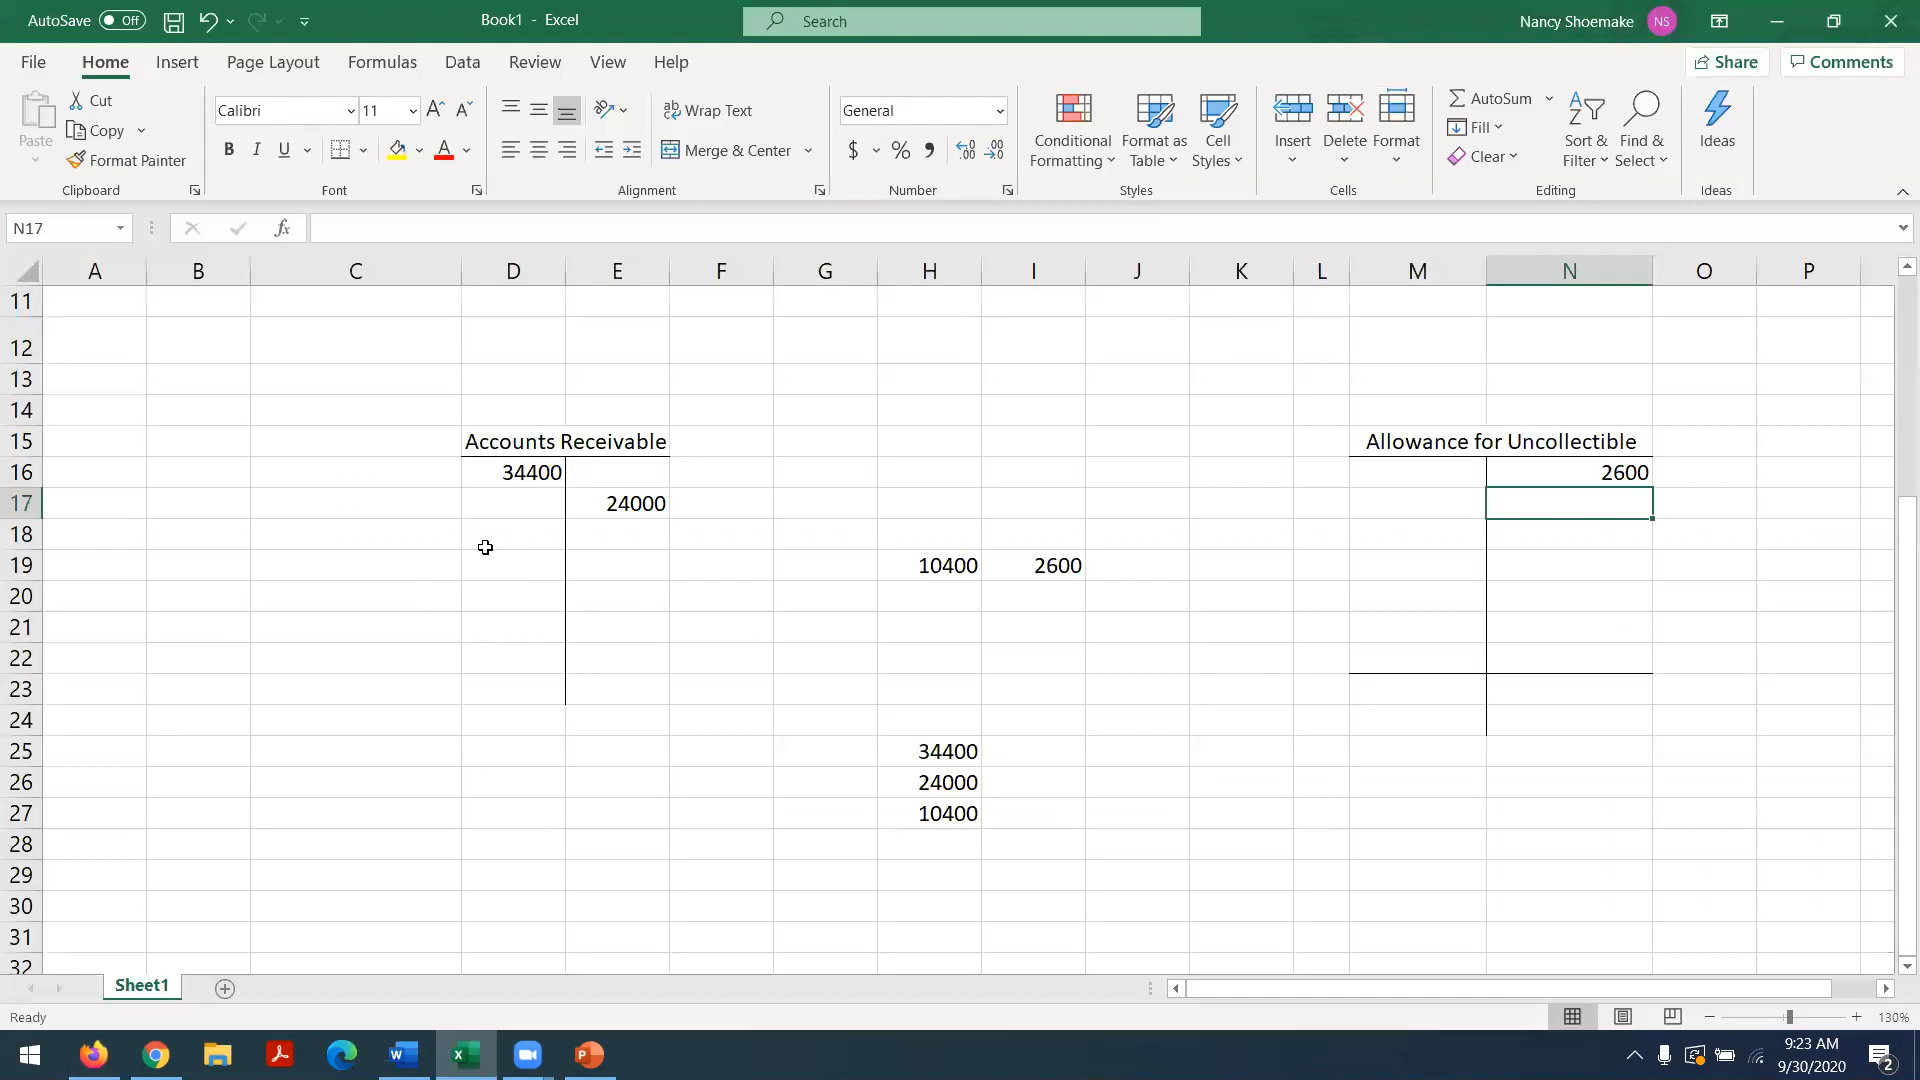 AutoSave Off Book1 - Excel Search Nancy Shoemake NS
File Home Insert Page Layout Formulas Data Review View Help Share Comments
Paste Cut Copy Format Painter Clipboard
Calibri 11 A A B I U A Font
ab Wrap Text Merge & Center Alignment
General $ % , Number
Conditional Formatting Format as Table Cell Styles Styles
Insert Delete Format Cells
AutoSum Fill Clear Sort & Filter Find & Select Editing
Ideas Ideas
N17 fx
A B C D E F G H I J K L M N O P
11
12
13
14
15 Accounts Receivable Allowance for Uncollectible
16 34400 2600
17 24000
18
19 10400 2600
20
21
22
23
24
25 34400
26 24000
27 10400
28
29
30
31
32
Sheet1
Ready 130%
9:23 AM
9/30/2020 2